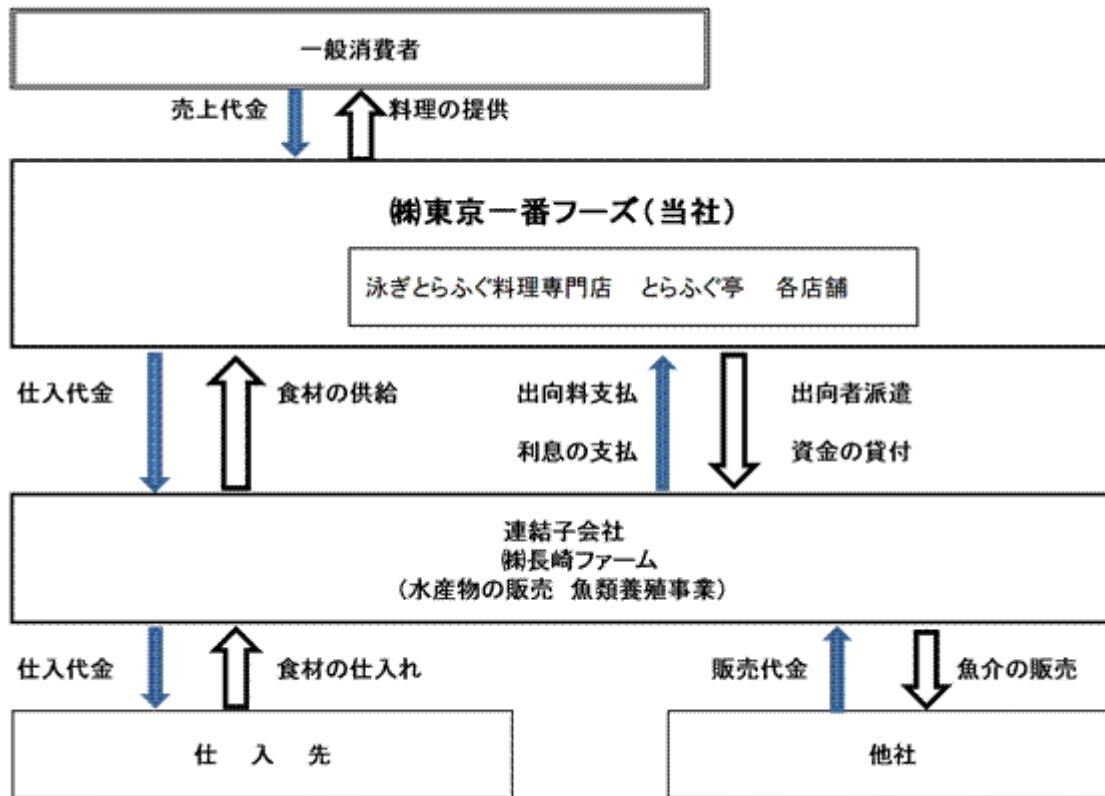 一般消費者
売上代金 料理の提供
㈱東京一番フーズ(当社)
泳ぎとらふぐ料理専門店 とらふぐ亭 各店舗
仕入代金 食材の供給 出向料支払 出向者派遣
利息の支払 資金の貸付
連結子会社
㈱長崎ファーム
(水産物の販売 魚類養殖事業)
仕入代金 食材の仕入れ 販売代金 魚介の販売
仕 入 先 他社